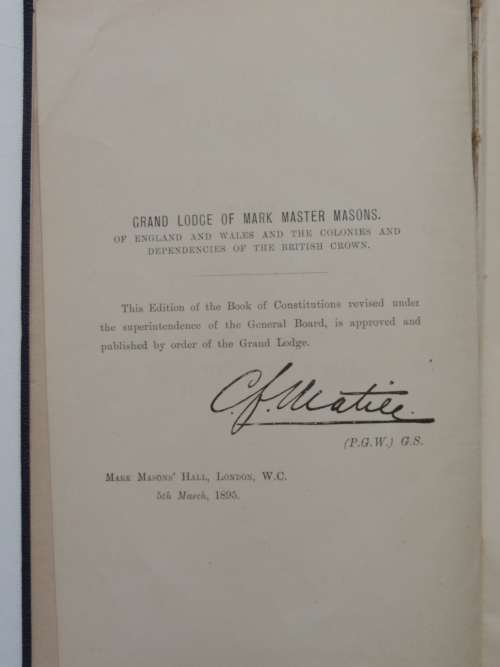 GRAND LODGE OF MARK MASTER MASONS.
OF ENGLAND AND WALES AND THE COLONIES AND
DEPENDENCIES OF THE BRITISH CROWN.
This Edition of the Book of Constitutions revised under
the superintendence of the General Board, is approved and
published by order of the Grand Lodge.
C. F. Matier.
(P.G.W.) G.S.
MARK MASONS' HALL, LONDON, W.C.
5th March, 1895.